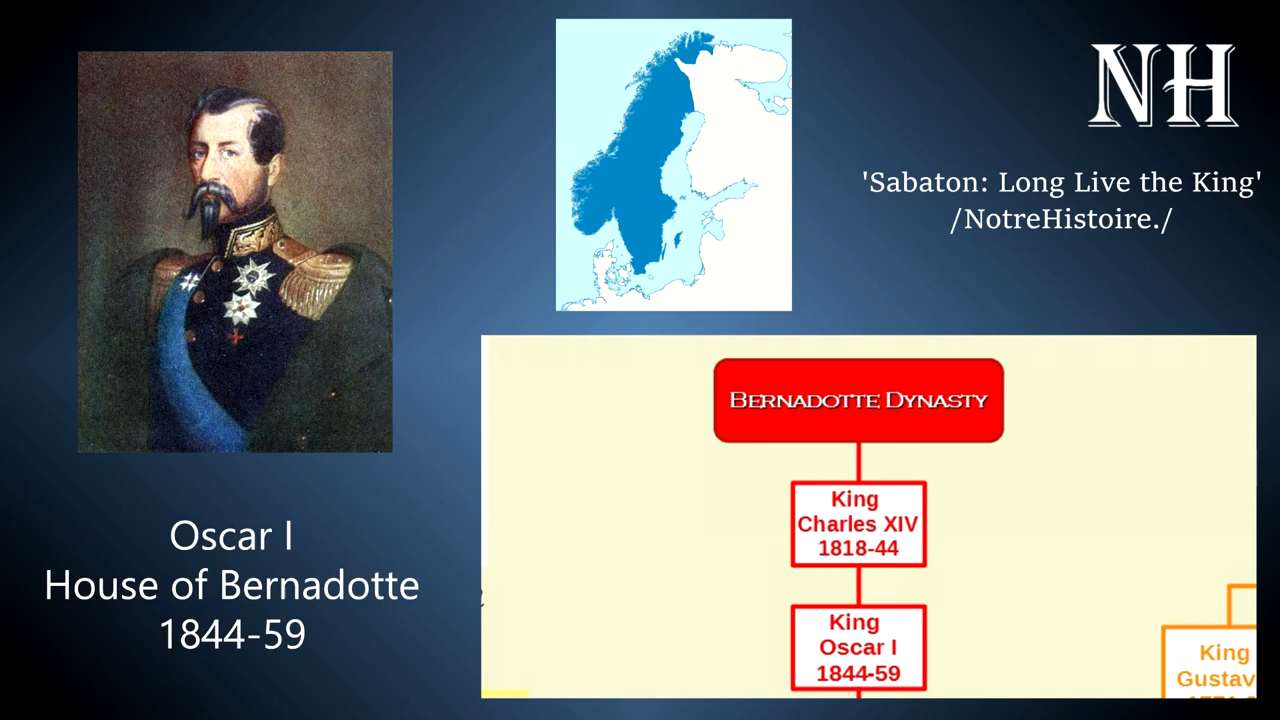 NH
'Sabaton: Long Live the King'
/NotreHistoire./
Oscar I
House of Bernadotte
1844-59
BERNADOTTE DYNASTY
King
Charles XIV
1818-44
King
Oscar I
1844-59
King
Gustav